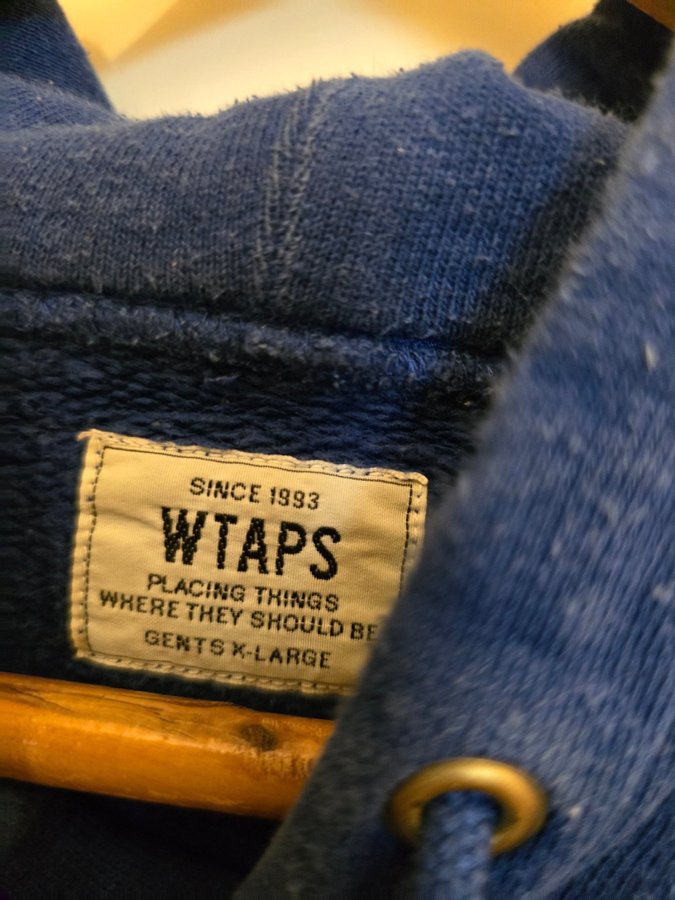 SINCE 1993
WTAPS
PLACING THINGS
WHERE THEY SHOULD BE
GENTS X-LARGE